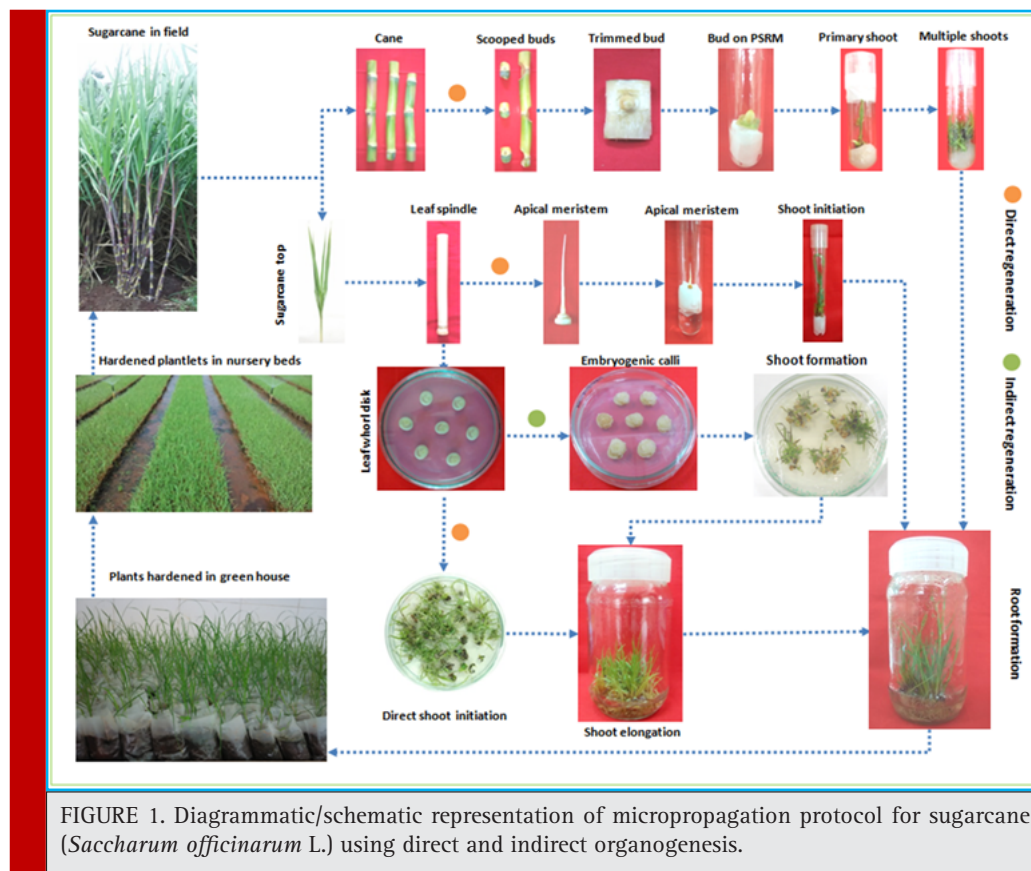 Sugarcane in field
Cane
Scooped buds
Trimmed bud
Bud on PSRM
Primary shoot
Multiple shoots
Direct regeneration
Sugarcane top
Leaf spindle
Apical meristem
Apical meristem
Shoot initiation
Indirect regeneration
Hardened plantlets in nursery beds
Leaf whorl disk
Embryogenic calli
Shoot formation
Plants hardened in green house
Direct shoot initiation
Shoot elongation
Root formation
FIGURE 1. Diagrammatic/schematic representation of micropropagation protocol for sugarcane
(Saccharum officinarum L.) using direct and indirect organogenesis.